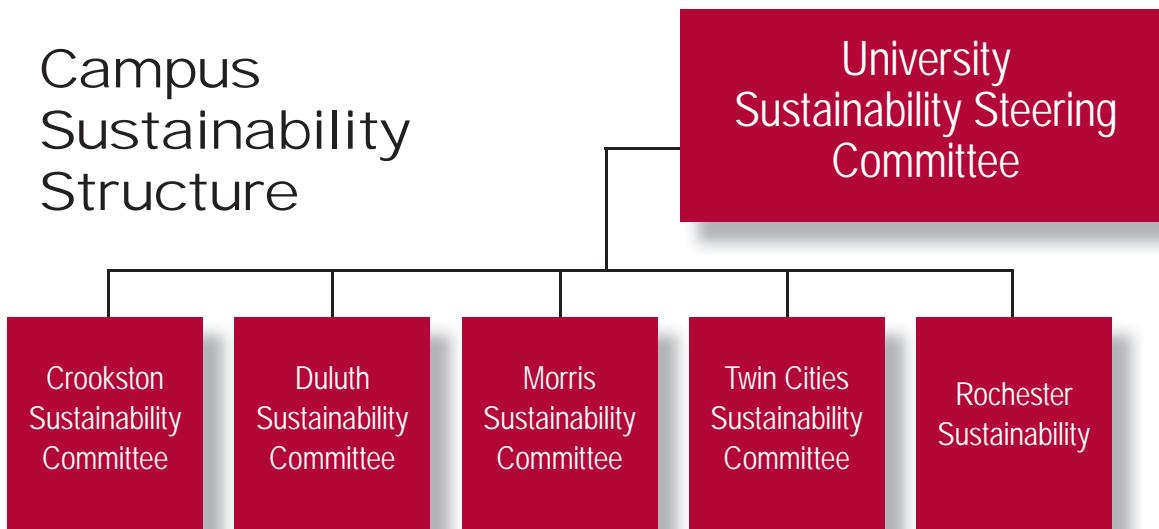 Campus
Sustainability
Structure
University
Sustainability Steering
Committee
Crookston
Sustainability
Committee
Duluth
Sustainability
Committee
Morris
Sustainability
Committee
Twin Cities
Sustainability
Committee
Rochester
Sustainability